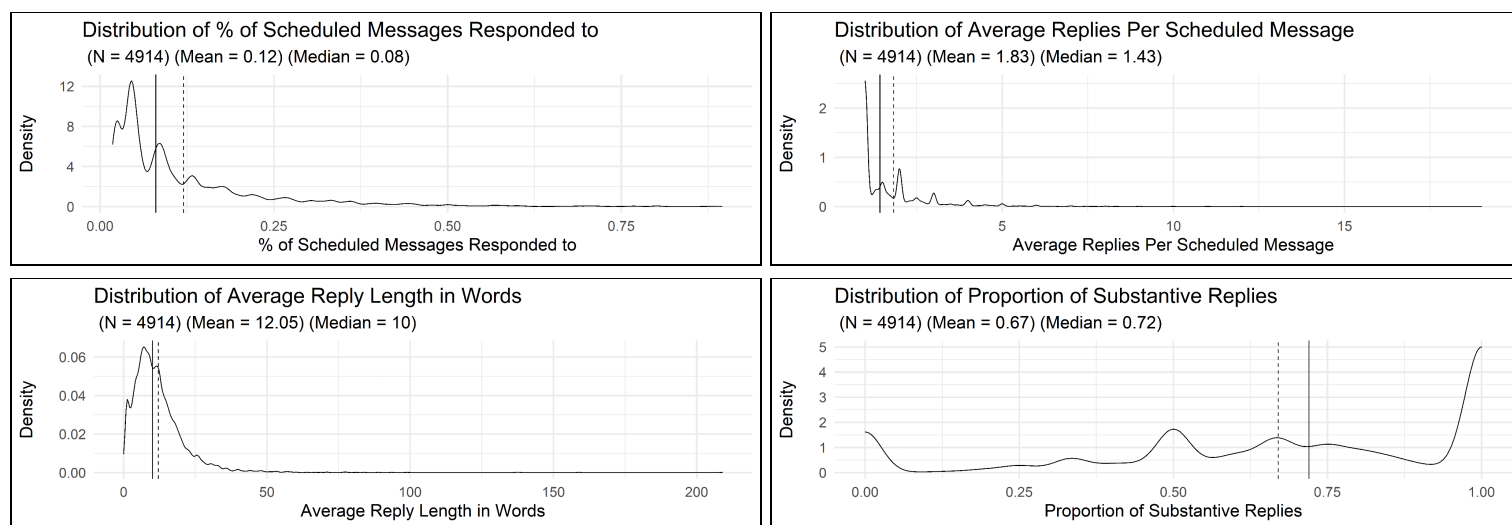 Distribution of % of Scheduled Messages Responded to
(N = 4914) (Mean = 0.12) (Median = 0.08)
12
8
4
0
Density
0.00 0.25 0.50 0.75
% of Scheduled Messages Responded to
Distribution of Average Replies Per Scheduled Message
(N = 4914) (Mean = 1.83) (Median = 1.43)
2
1
0
Density
5 10 15
Average Replies Per Scheduled Message
Distribution of Average Reply Length in Words
(N = 4914) (Mean = 12.05) (Median = 10)
0.06
0.04
0.02
0.00
Density
0 50 100 150 200
Average Reply Length in Words
Distribution of Proportion of Substantive Replies
(N = 4914) (Mean = 0.67) (Median = 0.72)
5
4
3
2
1
0
Density
0.00 0.25 0.50 0.75 1.00
Proportion of Substantive Replies